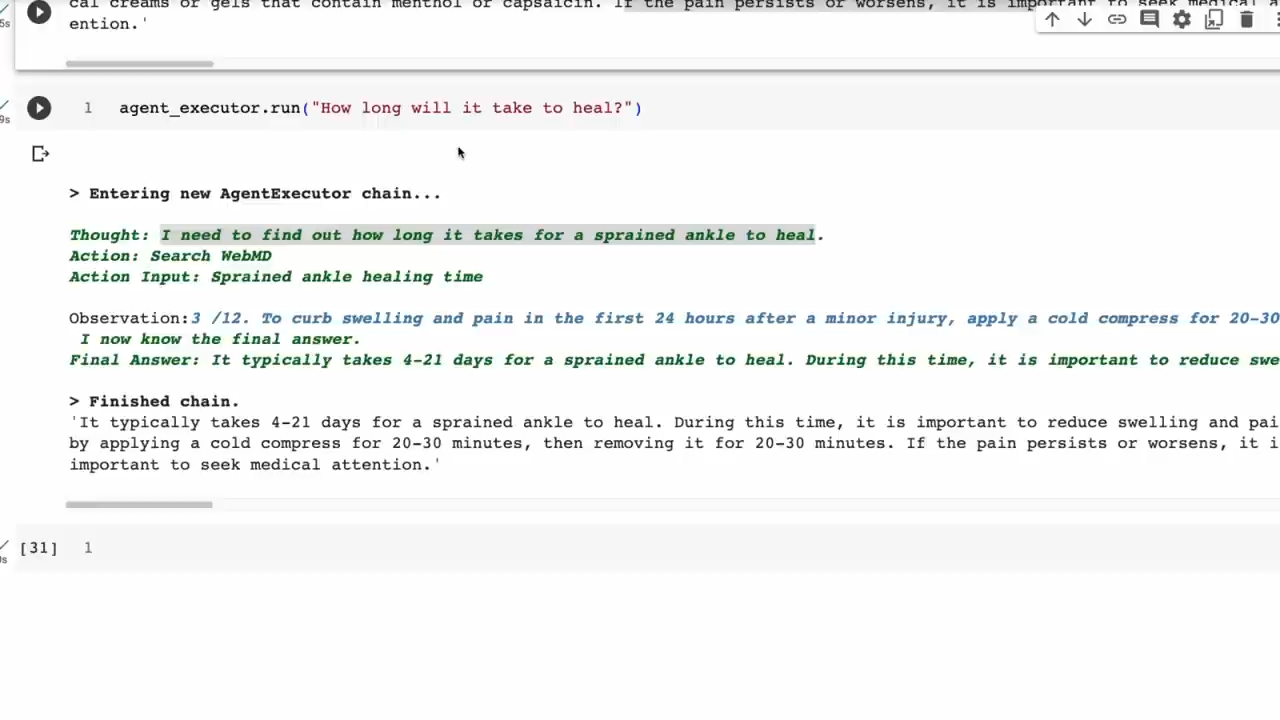 cal creams or gels that contain menthol or capsaicin. If the pain persists or worsens, it is important to seek medical a
ention.'
5s
1 agent_executor.run("How long will it take to heal?")
9s
> Entering new AgentExecutor chain...
Thought: I need to find out how long it takes for a sprained ankle to heal.
Action: Search WebMD
Action Input: Sprained ankle healing time
Observation:3 /12. To curb swelling and pain in the first 24 hours after a minor injury, apply a cold compress for 20-30
I now know the final answer.
Final Answer: It typically takes 4-21 days for a sprained ankle to heal. During this time, it is important to reduce swe
> Finished chain.
'It typically takes 4-21 days for a sprained ankle to heal. During this time, it is important to reduce swelling and pai
by applying a cold compress for 20-30 minutes, then removing it for 20-30 minutes. If the pain persists or worsens, it i
important to seek medical attention.'
[31] 1